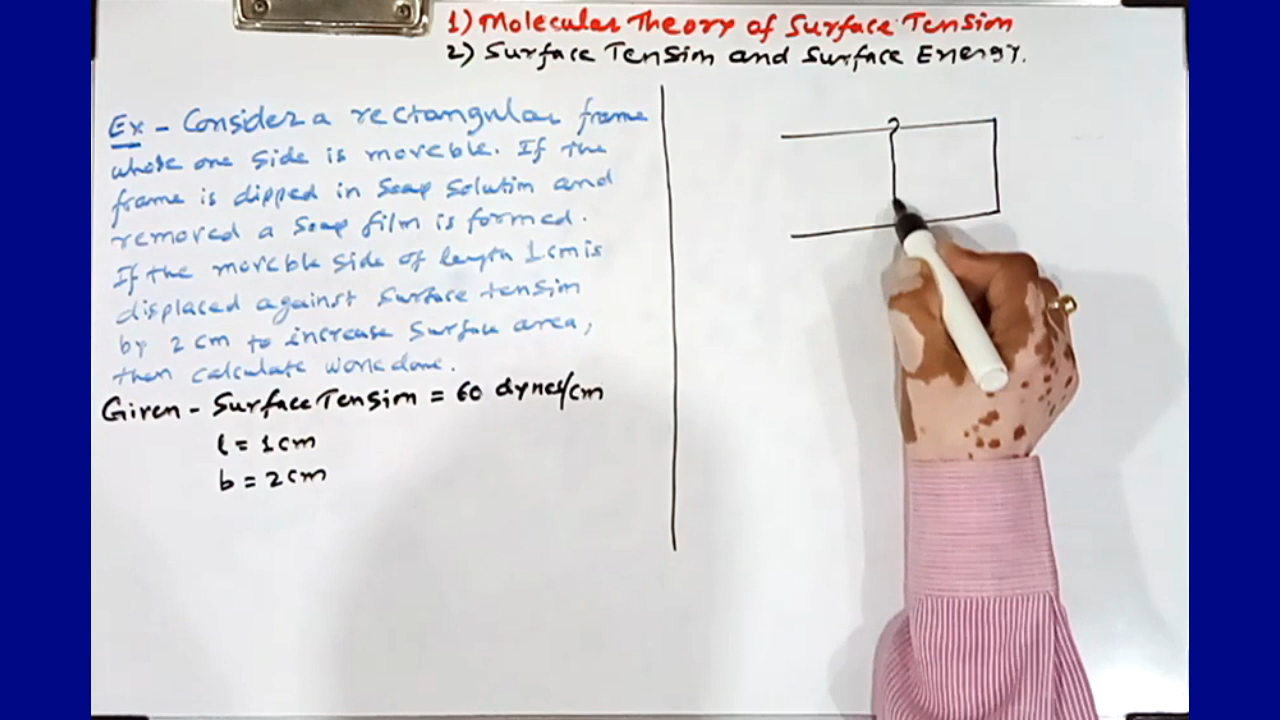 1) Molecular Theory of Surface Tension
2) Surface Tension and Surface Energy.
Ex - Consider a rectangular frame
whose one side is moveble. If the
frame is dipped in Soap Solution and
removed a Soap film is formed.
If the moveble side of length 1cm is
displaced against surface tension
by 2 cm to increase surface area,
then calculate work done.
Given - Surface Tension = 60 dynes/cm
l = 1cm
b = 2cm